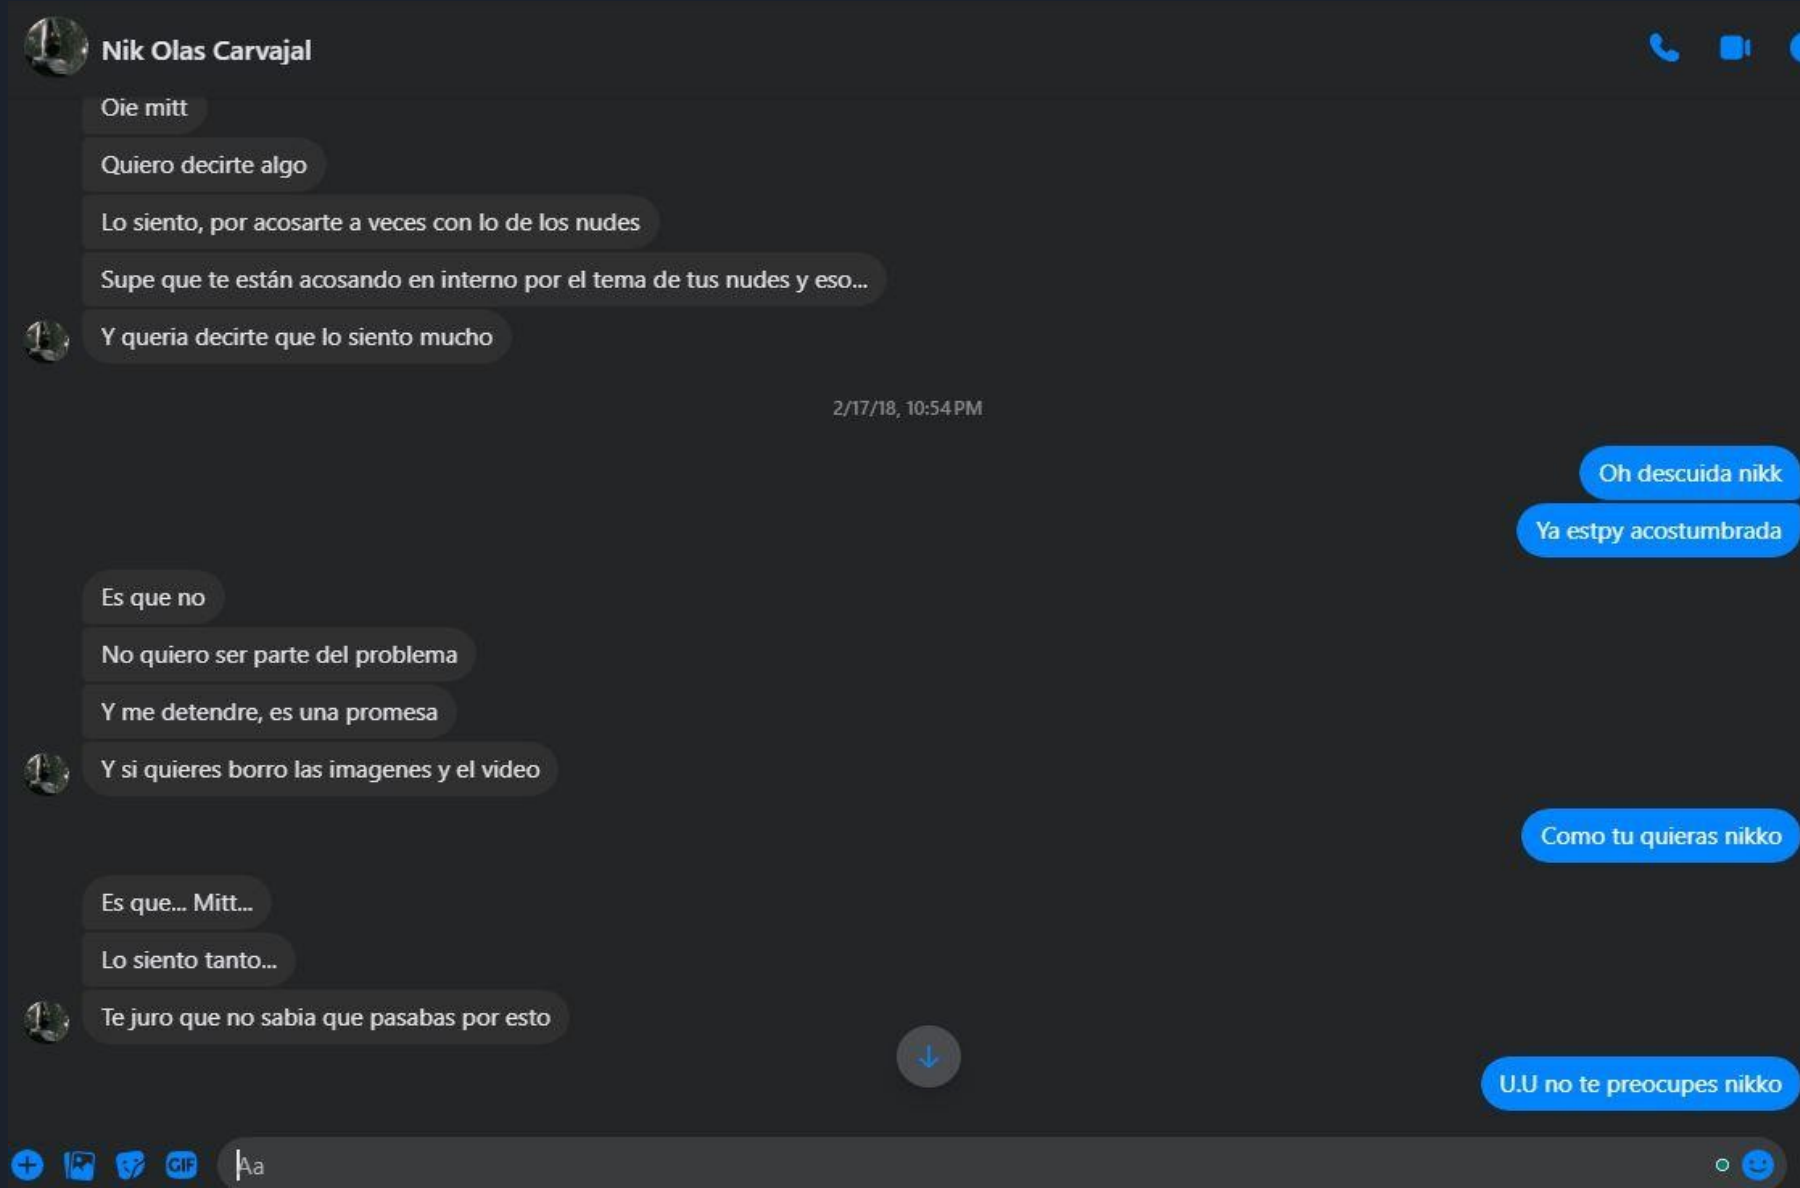 Nik Olas Carvajal
Oie mitt
Quiero decirte algo
Lo siento, por acosarte a veces con lo de los nudes
Supe que te están acosando en interno por el tema de tus nudes y eso...
Y queria decirte que lo siento mucho
2/17/18, 10:54 PM
Oh descuida nikk
Ya estpy acostumbrada
Es que no
No quiero ser parte del problema
Y me detendre, es una promesa
Y si quieres borro las imagenes y el video
Como tu quieras nikko
Es que... Mitt...
Lo siento tanto...
Te juro que no sabia que pasabas por esto
U.U no te preocupes nikko
GIF
Aa